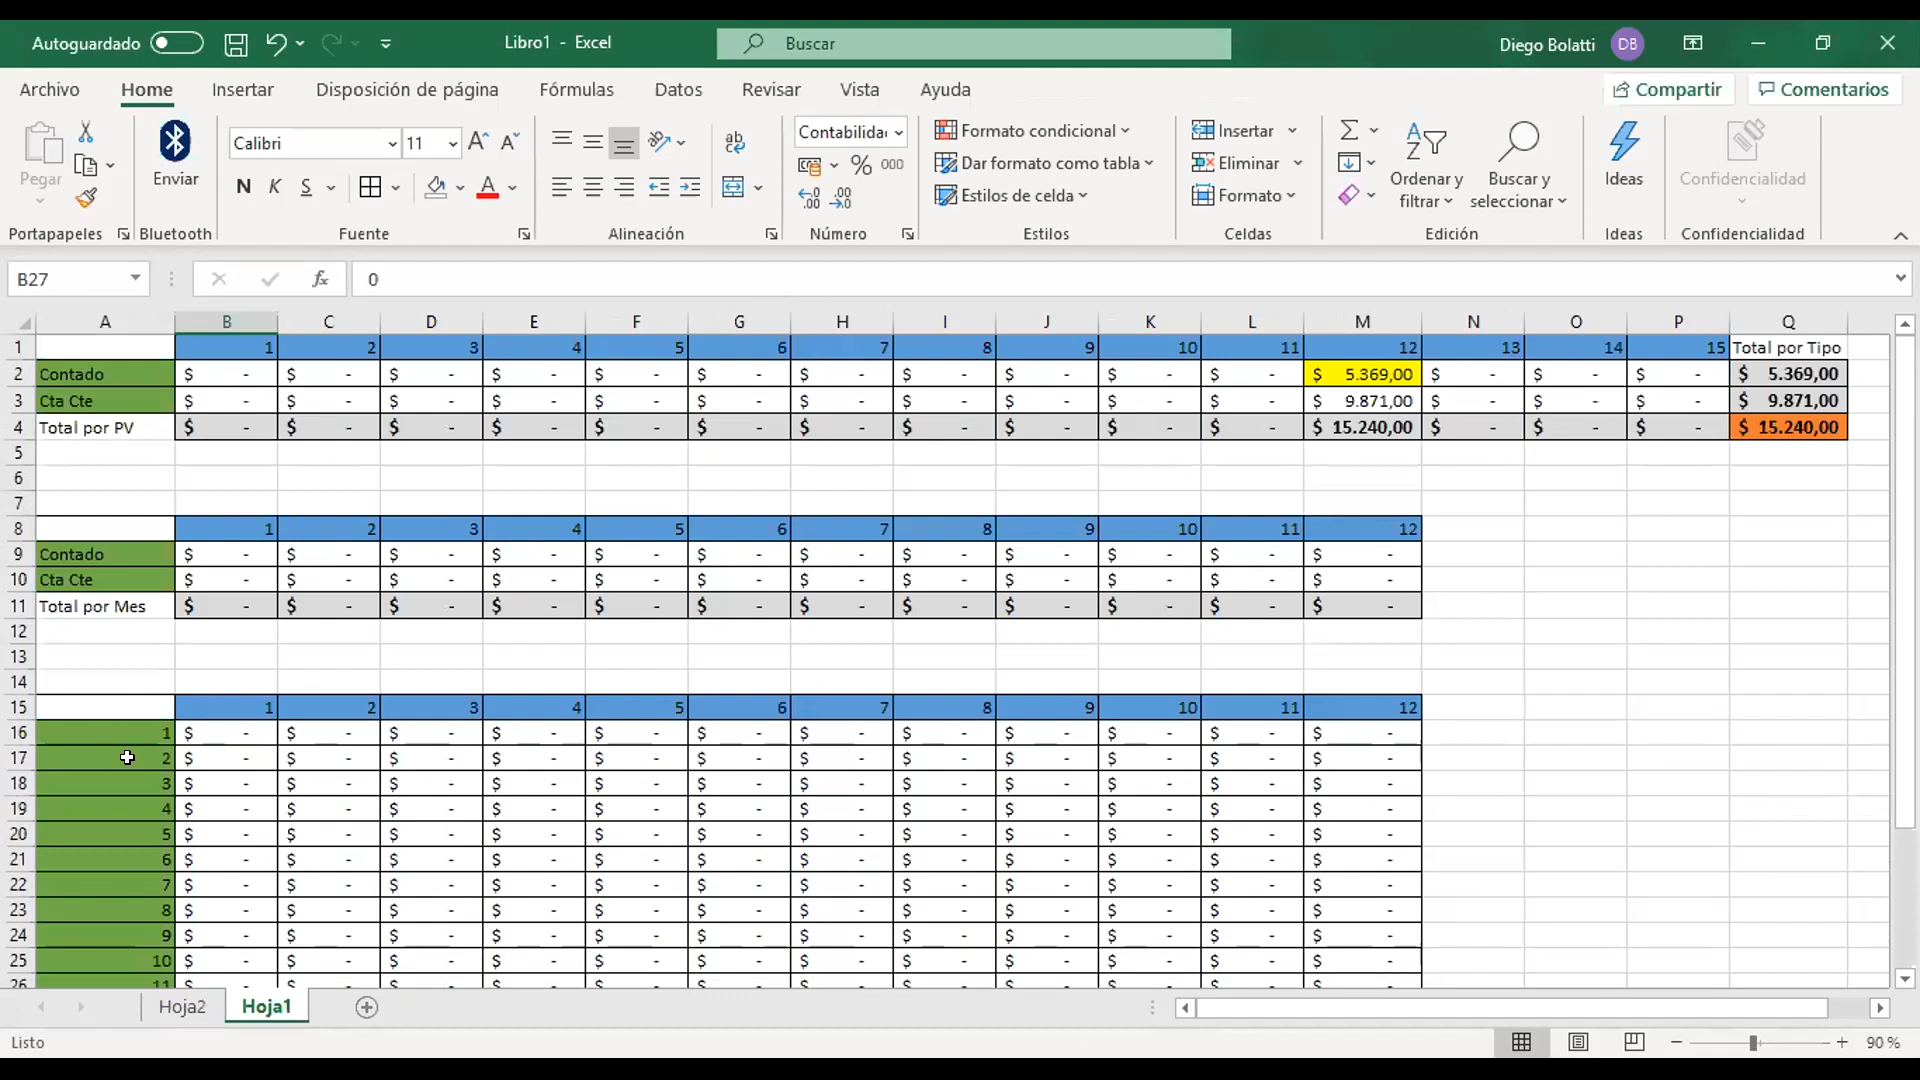 Autoguardado Libro1 - Excel Buscar Diego Bolatti DB
Archivo Home Insertar Disposición de página Fórmulas Datos Revisar Vista Ayuda Compartir Comentarios
Pegar Enviar Calibri 11 Contabilida Formato condicional Insertar Ordenar y filtrar Buscar y seleccionar Ideas Confidencialidad
N K S A % 000 Dar formato como tabla Eliminar
Estilos de celda Formato
Portapapeles Bluetooth Fuente Alineación Número Estilos Celdas Edición Ideas Confidencialidad
B27 fx 0
A B C D E F G H I J K L M N O P Q
1 1 2 3 4 5 6 7 8 9 10 11 12 13 14 15 Total por Tipo
2 Contado $ - $ - $ - $ - $ - $ - $ - $ - $ - $ - $ - $ 5.369,00 $ - $ - $ - $ 5.369,00
3 Cta Cte $ - $ - $ - $ - $ - $ - $ - $ - $ - $ - $ - $ 9.871,00 $ - $ - $ - $ 9.871,00
4 Total por PV $ - $ - $ - $ - $ - $ - $ - $ - $ - $ - $ - $ 15.240,00 $ - $ - $ - $ 15.240,00
5
6
7
8 1 2 3 4 5 6 7 8 9 10 11 12
9 Contado $ - $ - $ - $ - $ - $ - $ - $ - $ - $ - $ - $ -
10 Cta Cte $ - $ - $ - $ - $ - $ - $ - $ - $ - $ - $ - $ -
11 Total por Mes $ - $ - $ - $ - $ - $ - $ - $ - $ - $ - $ - $ -
12
13
14
15 1 2 3 4 5 6 7 8 9 10 11 12
16 1 $ - $ - $ - $ - $ - $ - $ - $ - $ - $ - $ - $ -
17 2 $ - $ - $ - $ - $ - $ - $ - $ - $ - $ - $ - $ -
18 3 $ - $ - $ - $ - $ - $ - $ - $ - $ - $ - $ - $ -
19 4 $ - $ - $ - $ - $ - $ - $ - $ - $ - $ - $ - $ -
20 5 $ - $ - $ - $ - $ - $ - $ - $ - $ - $ - $ - $ -
21 6 $ - $ - $ - $ - $ - $ - $ - $ - $ - $ - $ - $ -
22 7 $ - $ - $ - $ - $ - $ - $ - $ - $ - $ - $ - $ -
23 8 $ - $ - $ - $ - $ - $ - $ - $ - $ - $ - $ - $ -
24 9 $ - $ - $ - $ - $ - $ - $ - $ - $ - $ - $ - $ -
25 10 $ - $ - $ - $ - $ - $ - $ - $ - $ - $ - $ - $ -
26 11 $ - $ - $ - $ - $ - $ - $ - $ - $ - $ - $ - $ -
Hoja2 Hoja1
Listo 90 %